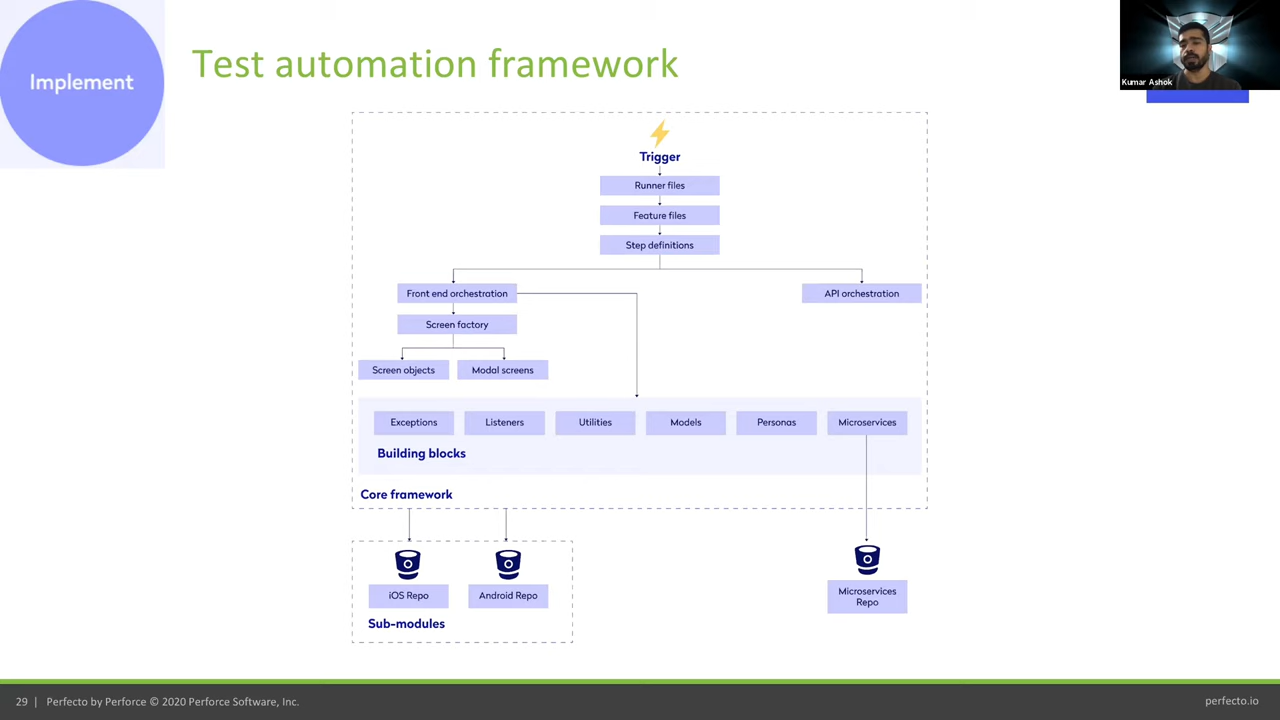 Implement
Test automation framework
Kumar Ashok
Trigger
Runner files
Feature files
Step definitions
Front end orchestration
API orchestration
Screen factory
Screen objects
Modal screens
Exceptions
Listeners
Utilities
Models
Personas
Microservices
Building blocks
Core framework
iOS Repo
Android Repo
Microservices
Repo
Sub-modules
29 | Perfecto by Perforce © 2020 Perforce Software, Inc.
perfecto.io